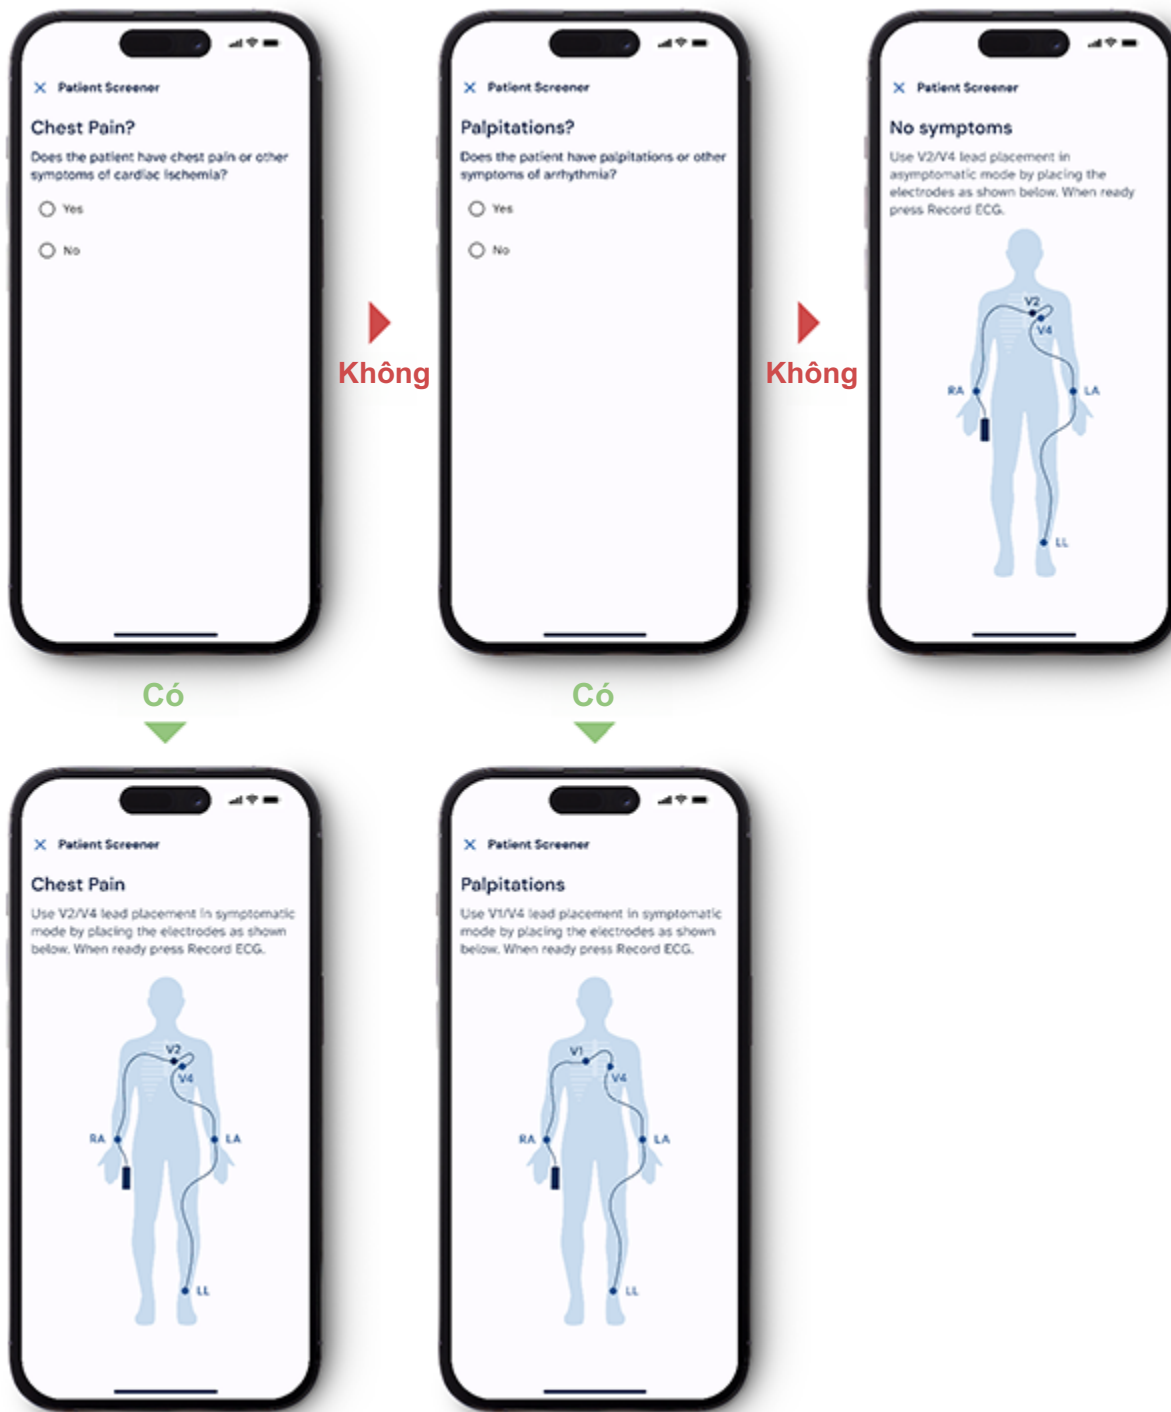 Patient Screener
Chest Pain?
Does the patient have chest pain or other
symptoms of cardiac ischemia?
Yes
No
Không
Patient Screener
Palpitations?
Does the patient have palpitations or other
symptoms of arrhythmia?
Yes
No
Không
Patient Screener
No symptoms
Use V2/V4 lead placement in
asymptomatic mode by placing the
electrodes as shown below. When ready
press Record ECG.
V2
V4
RA
LA
LL
Có
Có
Patient Screener
Chest Pain
Use V2/V4 lead placement in symptomatic
mode by placing the electrodes as shown
below. When ready press Record ECG.
V2
V4
RA
LA
LL
Patient Screener
Palpitations
Use V1/V4 lead placement in symptomatic
mode by placing the electrodes as shown
below. When ready press Record ECG.
V1
V4
RA
LA
LL